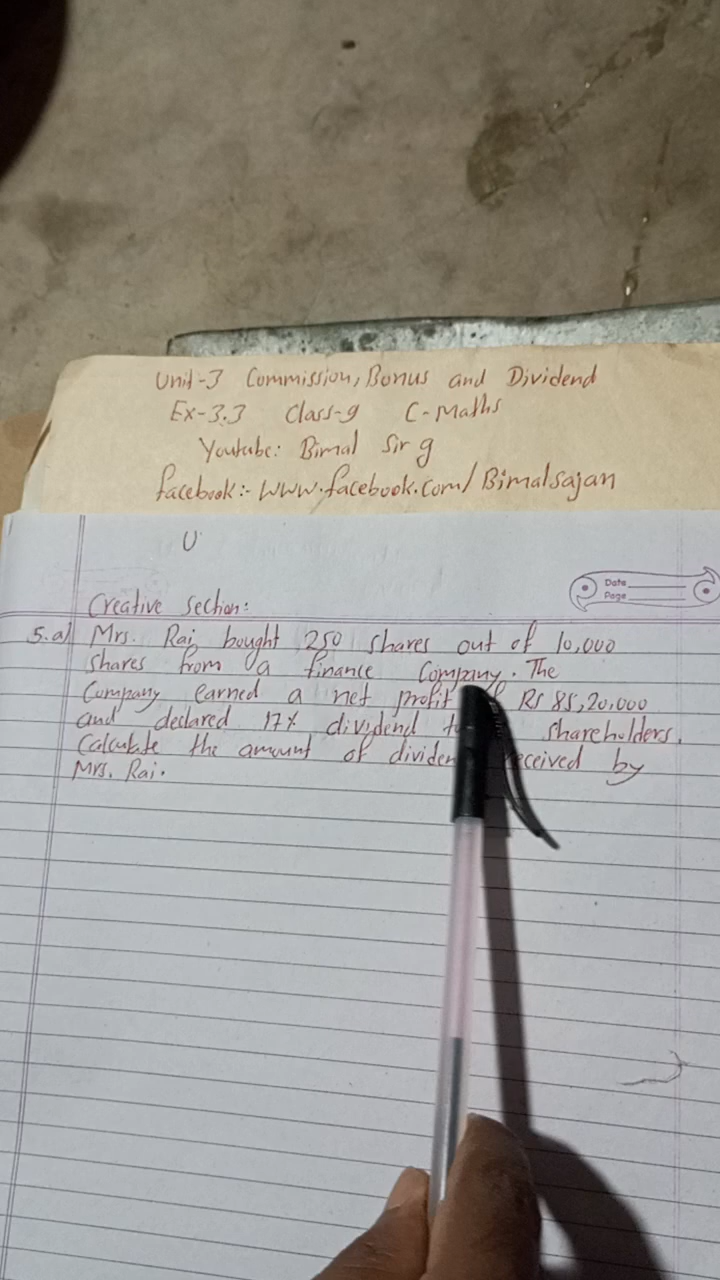 Unit-3 Commission, Bonus and Dividend
Ex-3.3 Class-9 C-Maths
Youtube: Bimal Sir g
facebook:- www.facebook.com/Bimalsajan
U
Date
Page
Creative section:
5.a) Mrs. Rai bought 250 shares out of 10,000
shares from a finance Company. The
Company earned a net profit Rs 85,20,000
and declared 17% dividend shareholders.
Calculate the amount of by
Mrs. Rai.